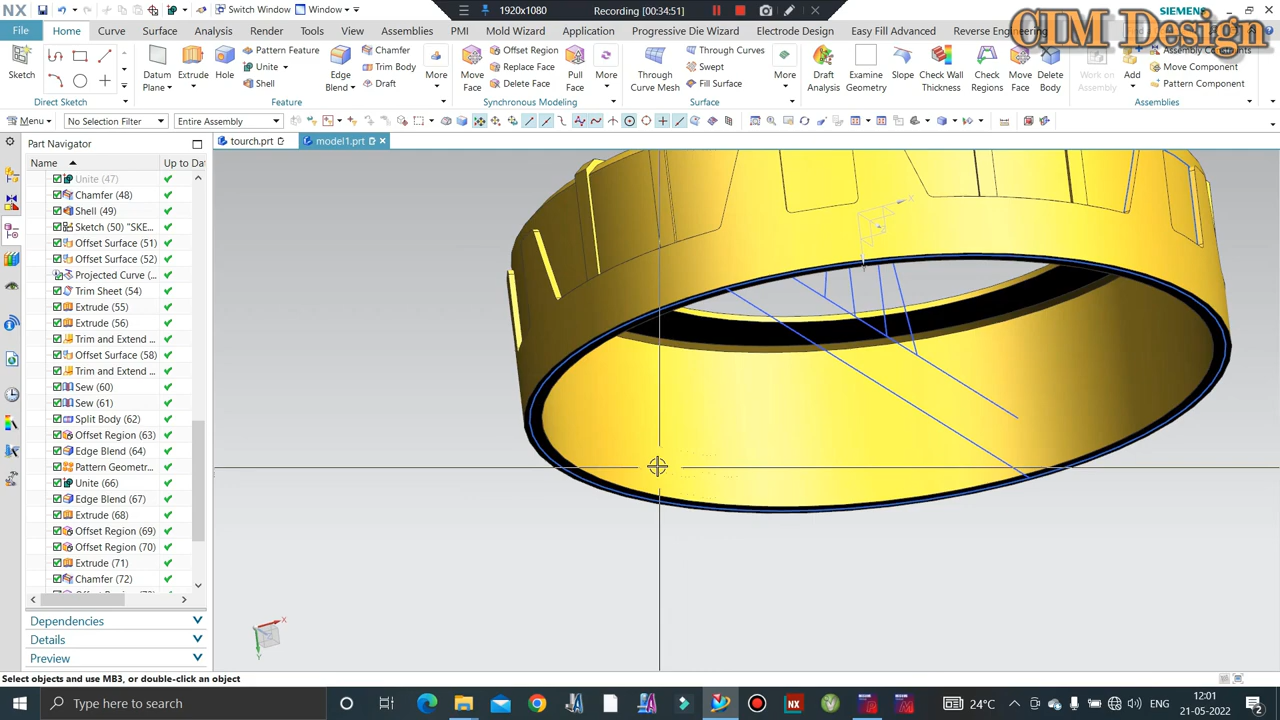 NX
Switch Window
Window
1920x1080
Recording [00:34:51]
SIEMENS
CIM Design
File
Home
Curve
Surface
Analysis
Render
Tools
View
Assemblies
PMI
Mold Wizard
Application
Progressive Die Wizard
Electrode Design
Easy Fill Advanced
Reverse Engineering
Sketch
Datum Plane
Extrude
Hole
Pattern Feature
Unite
Shell
Edge Blend
Chamfer
Trim Body
Draft
More
Move Face
Offset Region
Replace Face
Delete Face
Pull Face
More
Through Curve Mesh
Through Curves
Swept
Fill Surface
More
Draft Analysis
Examine Geometry
Slope
Check Wall Thickness
Check Regions
Move Face
Delete Body
Work on Assembly
Add
Assembly Constraints
Move Component
Pattern Component
Direct Sketch
Feature
Synchronous Modeling
Surface
Assemblies
Menu
No Selection Filter
Entire Assembly
Part Navigator
tourch.prt
model1.prt
Name
Up to Dat
Unite (47)
Chamfer (48)
Shell (49)
Sketch (50) "SKE...
Offset Surface (51)
Offset Surface (52)
Projected Curve (...
Trim Sheet (54)
Extrude (55)
Extrude (56)
Trim and Extend ...
Offset Surface (58)
Trim and Extend ...
Sew (60)
Sew (61)
Split Body (62)
Offset Region (63)
Edge Blend (64)
Pattern Geomet...
Unite (66)
Edge Blend (67)
Extrude (68)
Offset Region (69)
Offset Region (70)
Extrude (71)
Chamfer (72)
Dependencies
Details
Preview
X
Y
X
Select objects and use MB3, or double-click an object
Type here to search
24°C
ENG
12:01
21-05-2022
2